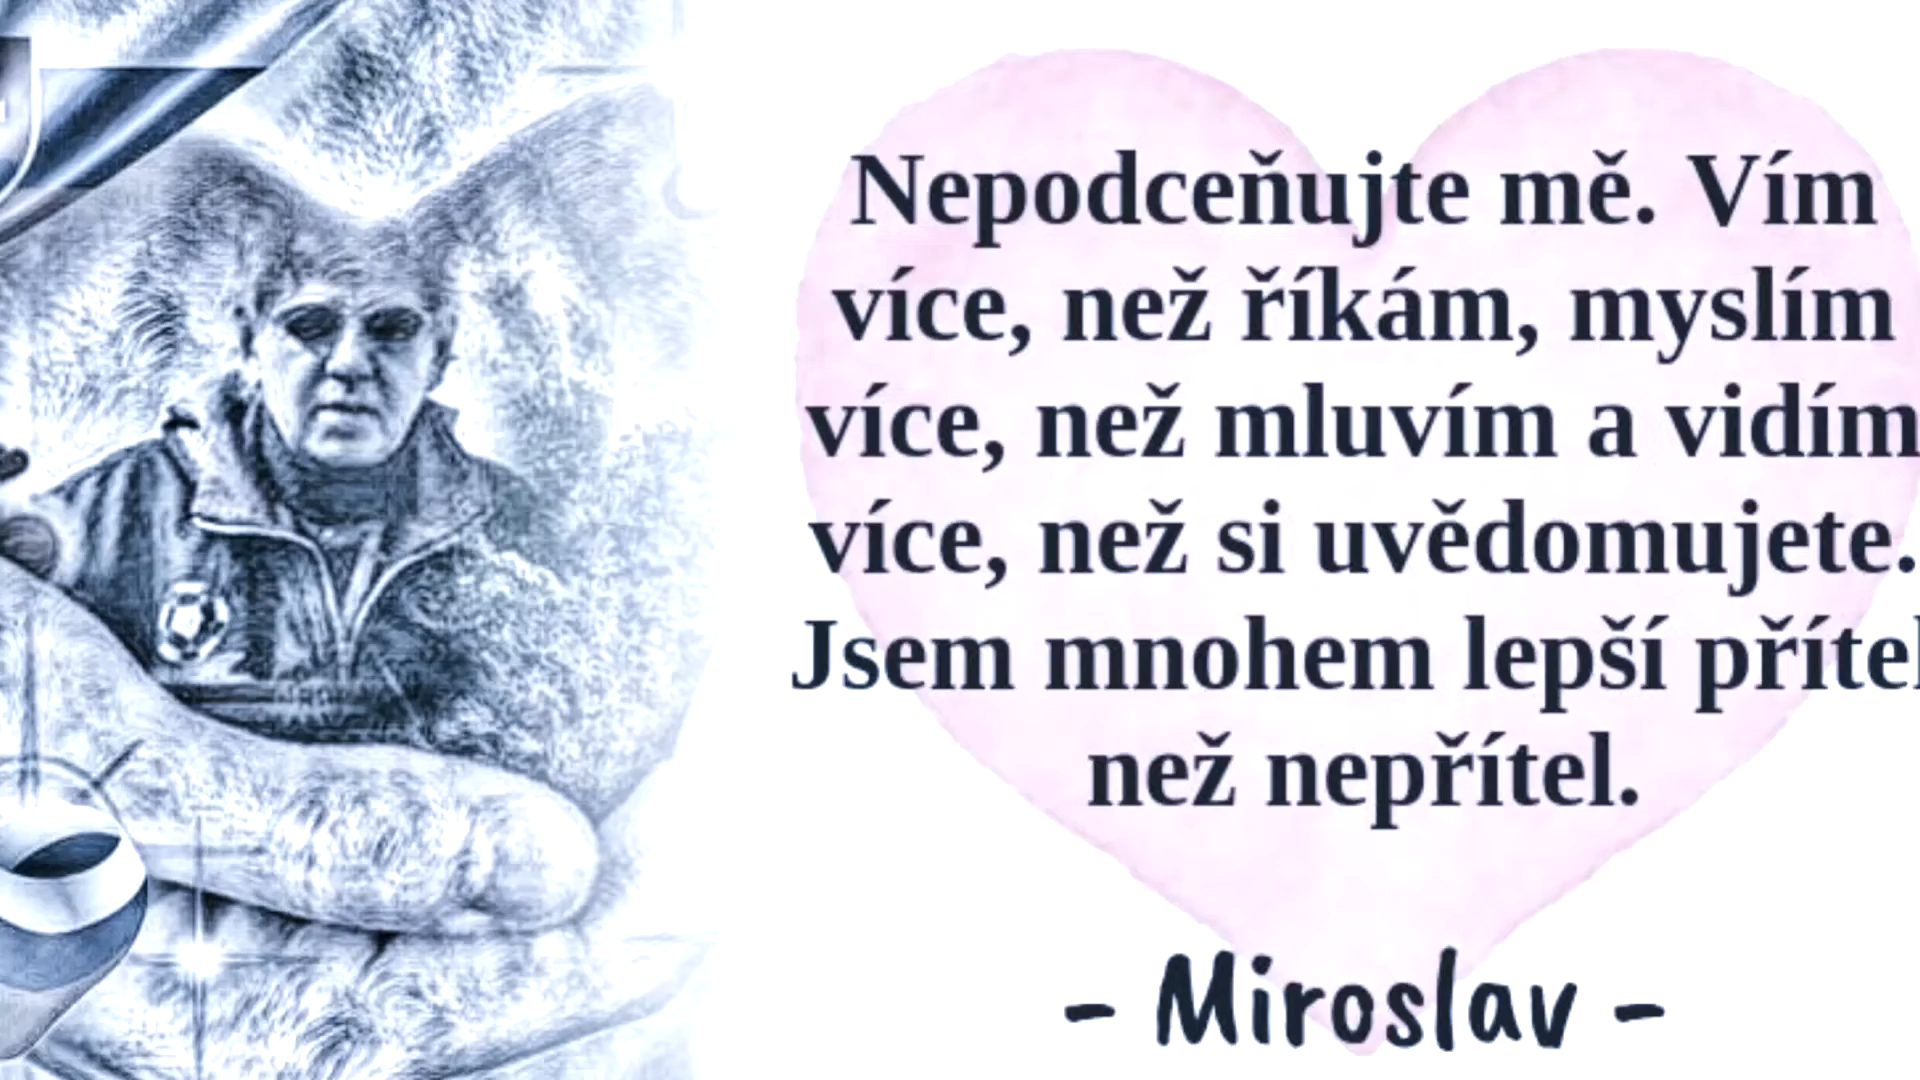 Nepodceňujte mě. Vím
více, než říkám, myslím
více, než mluvím a vidím
více, než si uvědomujete.
Jsem mnohem lepší přítel
než nepřítel.
- Miroslav -